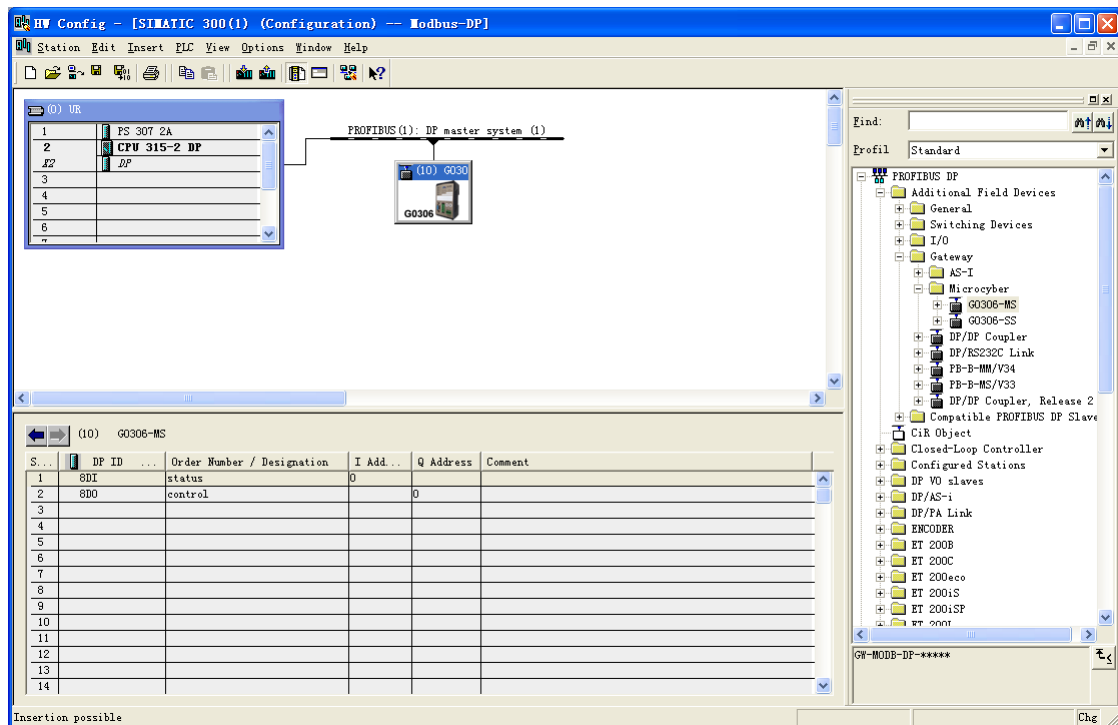 HW Config - [SIMATIC 300(1) (Configuration) -- Modbus-DP]
Station Edit Insert PLC View Options Window Help
(0) UR
1 PS 307 2A
2 CPU 315-2 DP
X2 DP
3
4
5
6
7
PROFIBUS(1): DP master system (1)
(10) G030
G0306
(10) G0306-MS
S... DP ID ... Order Number / Designation I Add... Q Address Comment
1 8DI status 0
2 8DO control 0
3
4
5
6
7
8
9
10
11
12
13
14
Find:
Profil Standard
PROFIBUS DP
Additional Field Devices
General
Switching Devices
I/O
Gateway
AS-I
Microcyber
G0306-MS
G0306-SS
DP/DP Coupler
DP/RS232C Link
PB-B-MM/V34
PB-B-MS/V33
DP/DP Coupler, Release 2
Compatible PROFIBUS DP Slave
CiR Object
Closed-Loop Controller
Configured Stations
DP V0 slaves
DP/AS-i
DP/PA Link
ENCODER
ET 200B
ET 200C
ET 200eco
ET 200iS
ET 200iSP
ET 200L
GW-MODB-DP-*****
Insertion possible
Chg